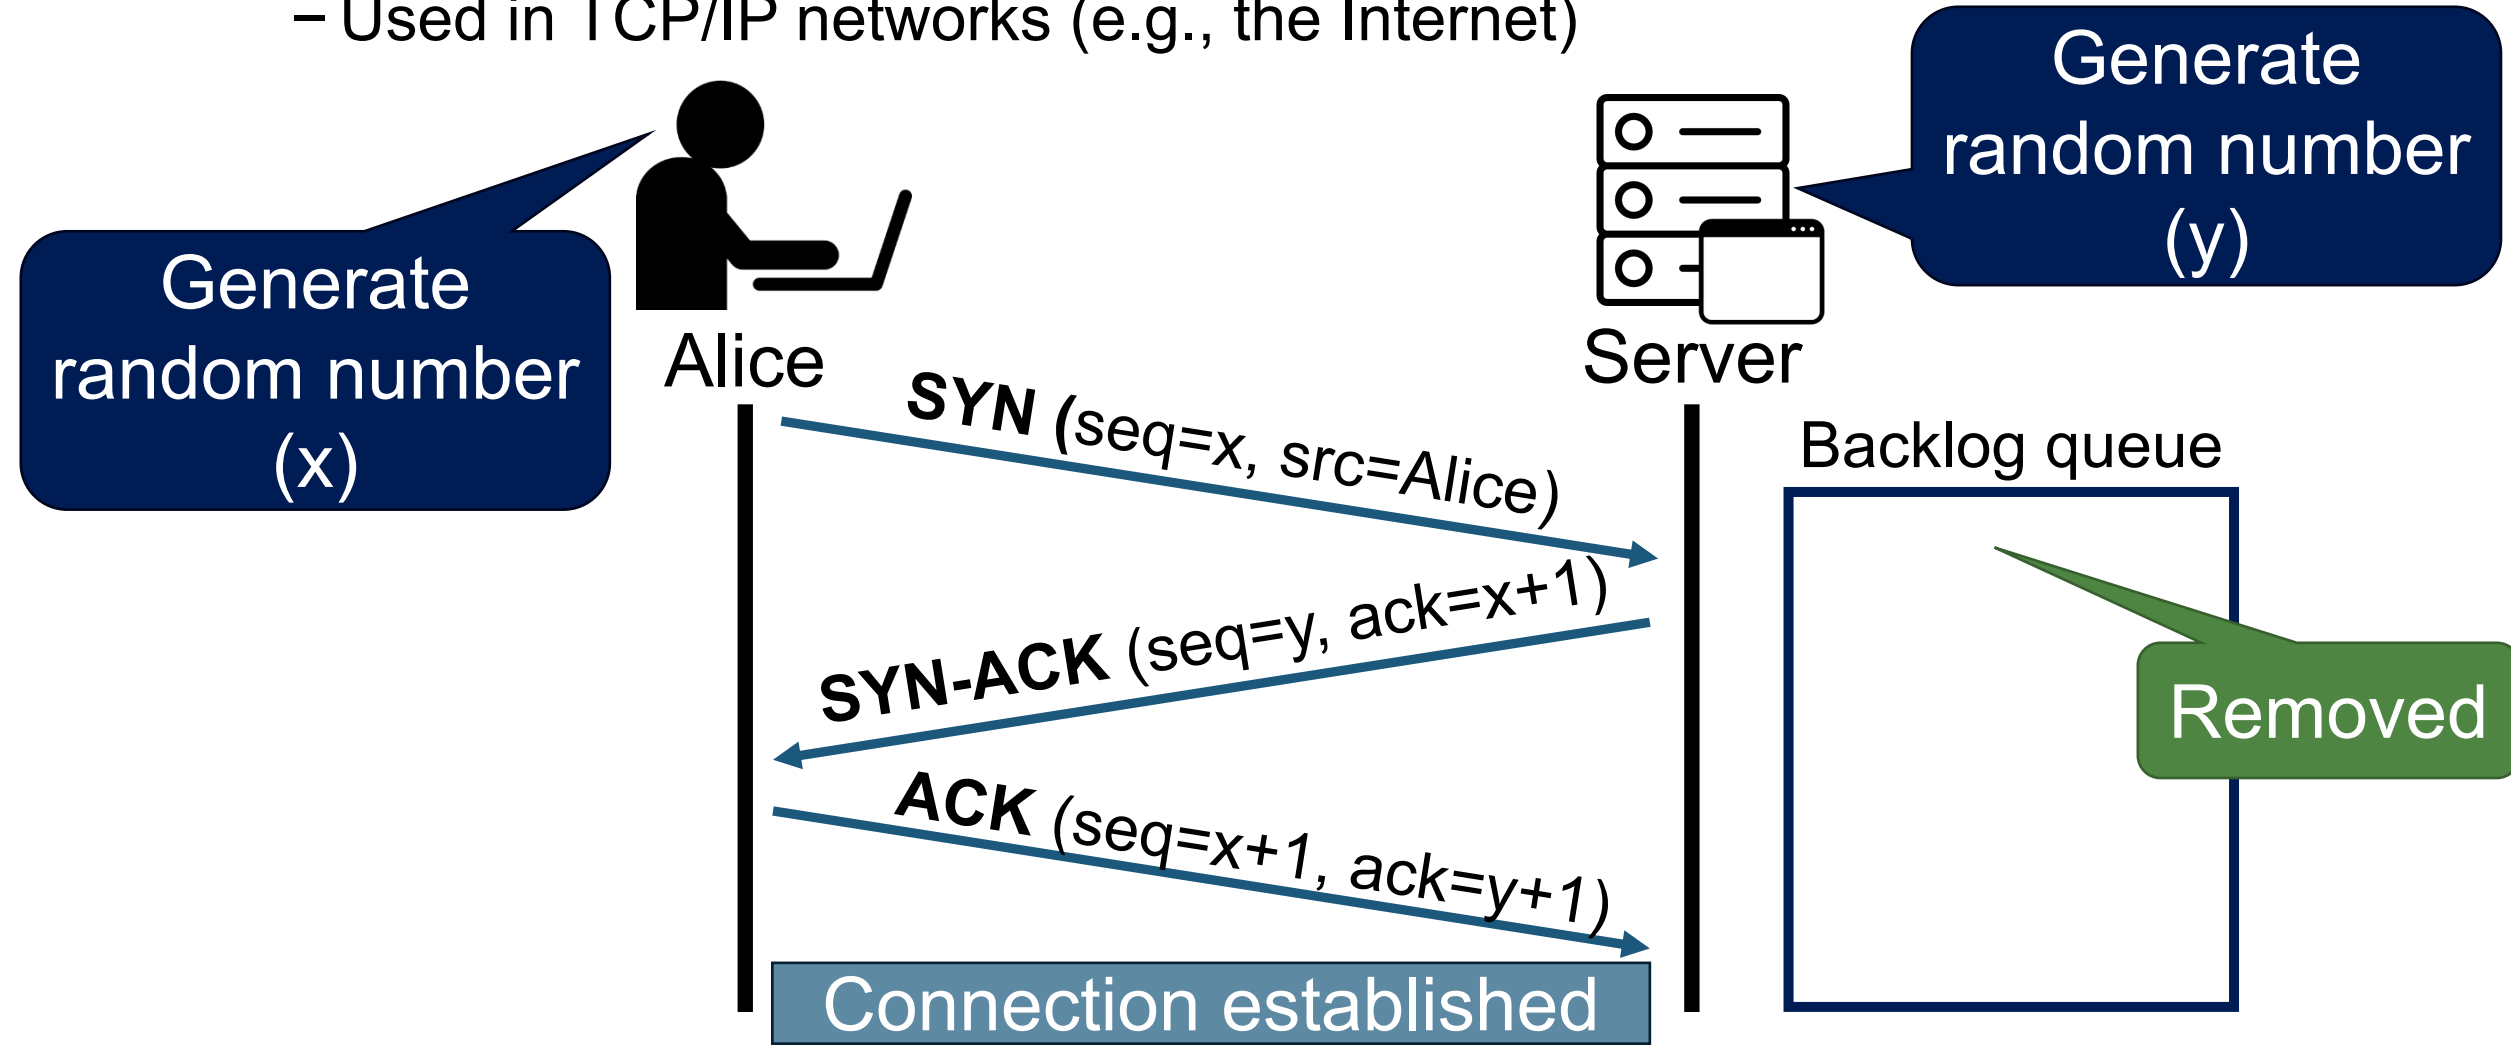 – Used in TCP/IP networks (e.g., the Internet)
Generate
random number
(y)
Generate
random number
(x)
Alice
Server
SYN (seq=x, src=Alice)
Backlog queue
SYN-ACK (seq=y, ack=x+1)
Removed
ACK (seq=x+1, ack=y+1)
Connection established